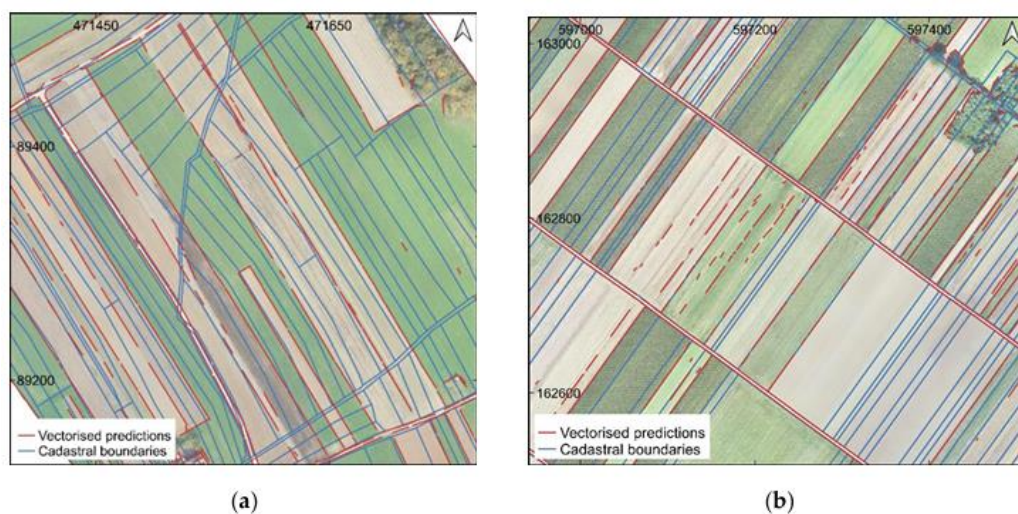 471450 471650
89400
89200
Vectorised predictions
Cadastral boundaries
(a)
597000 597200 597400
163000
162800
162600
Vectorised predictions
Cadastral boundaries
(b)